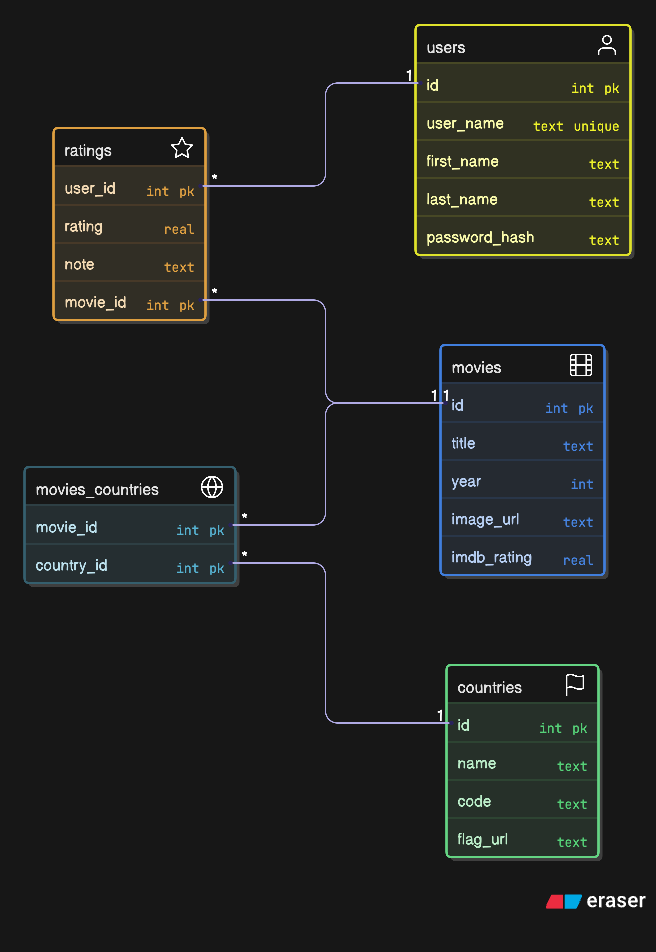 users
1
id int pk
user_name text unique
first_name text
last_name text
password_hash text
ratings
user_id int pk *
rating real
note text
movie_id int pk *
movies
1 1
id int pk
title text
year int
image_url text
imdb_rating real
movies_countries
movie_id int pk *
country_id int pk *
countries
1
id int pk
name text
code text
flag_url text
eraser